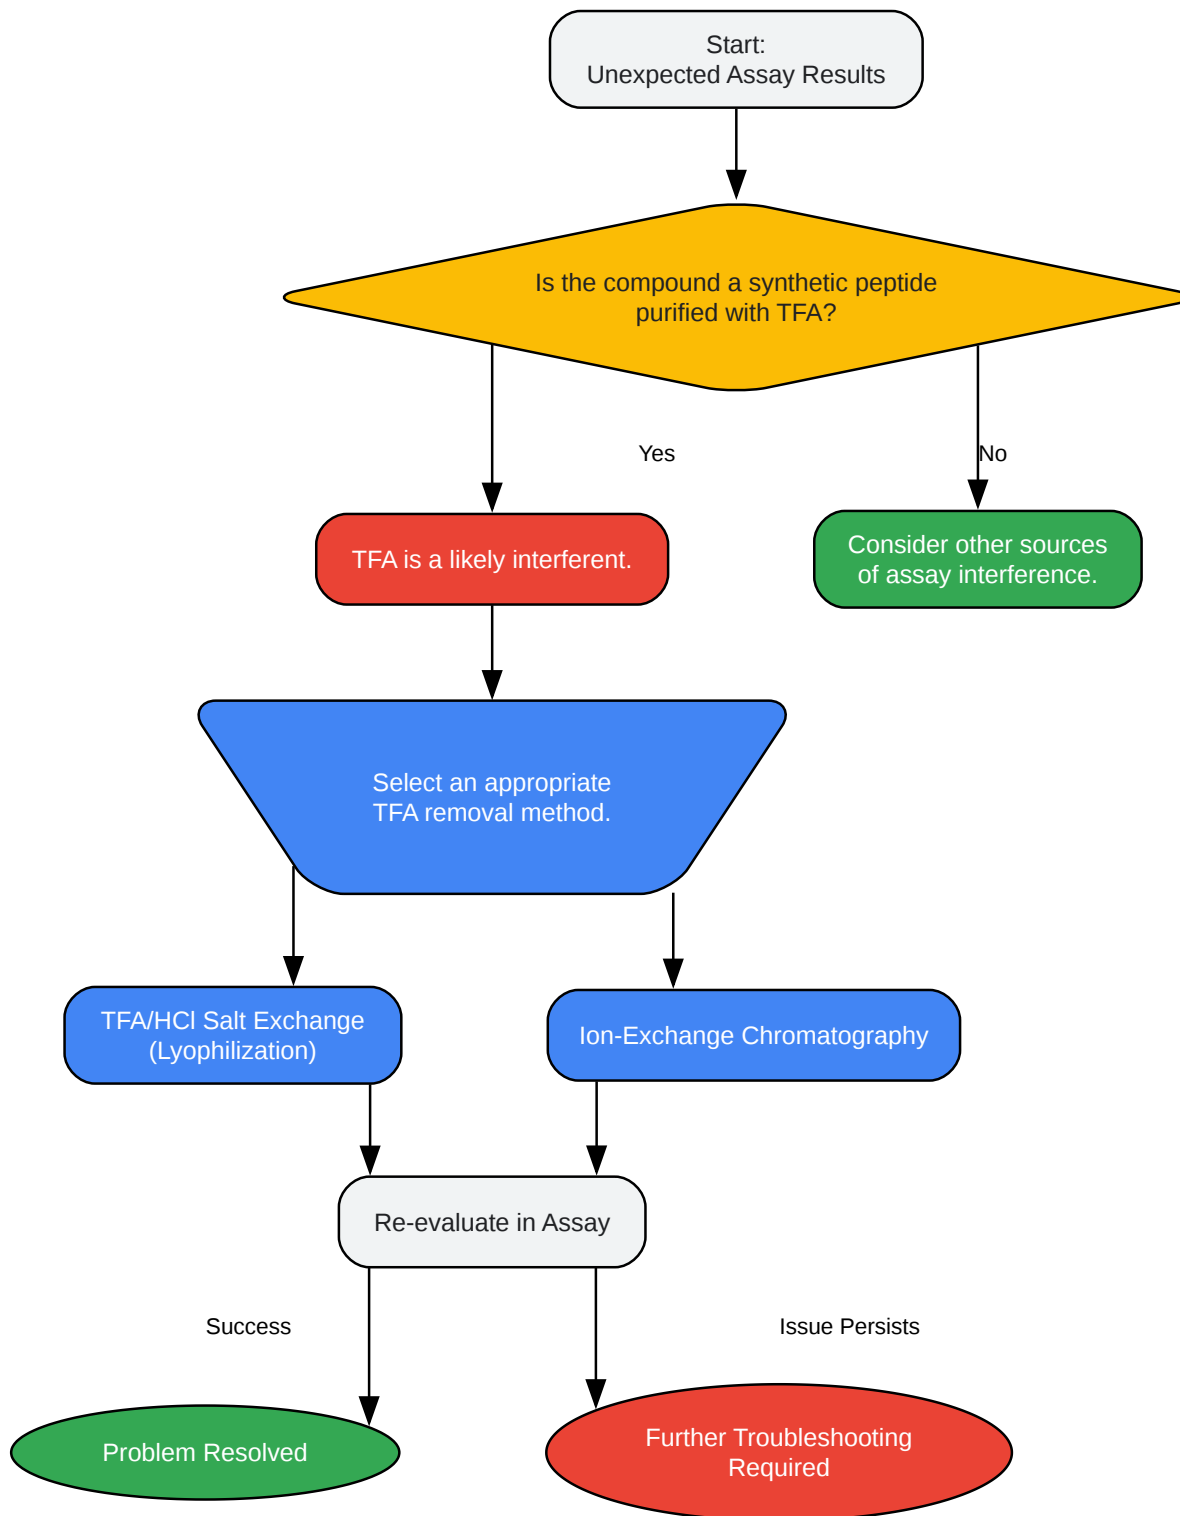 Start:
Unexpected Assay Results
Is the compound a synthetic peptide
purified with TFA?
Yes
No
TFA is a likely interferent.
Consider other sources
of assay interference.
Select an appropriate
TFA removal method.
TFA/HCl Salt Exchange
(Lyophilization)
Ion-Exchange Chromatography
Re-evaluate in Assay
Success
Issue Persists
Problem Resolved
Further Troubleshooting
Required